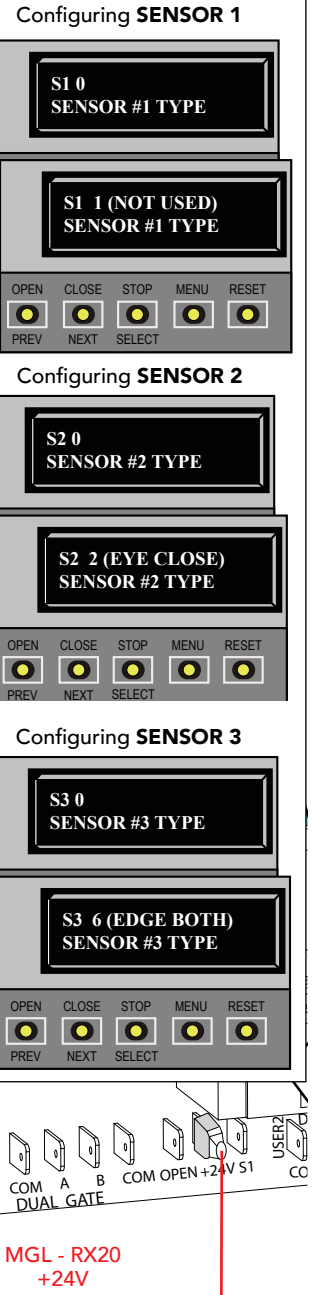 Configuring SENSOR 1
S1 0
SENSOR #1 TYPE
S1 1 (NOT USED)
SENSOR #1 TYPE
OPEN CLOSE STOP MENU RESET
PREV NEXT SELECT
Configuring SENSOR 2
S2 0
SENSOR #2 TYPE
S2 2 (EYE CLOSE)
SENSOR #2 TYPE
OPEN CLOSE STOP MENU RESET
PREV NEXT SELECT
Configuring SENSOR 3
S3 0
SENSOR #3 TYPE
S3 6 (EDGE BOTH)
SENSOR #3 TYPE
OPEN CLOSE STOP MENU RESET
PREV NEXT SELECT
USER2
COM A B COM OPEN +24V S1 CO
DUAL GATE
MGL - RX20
+24V